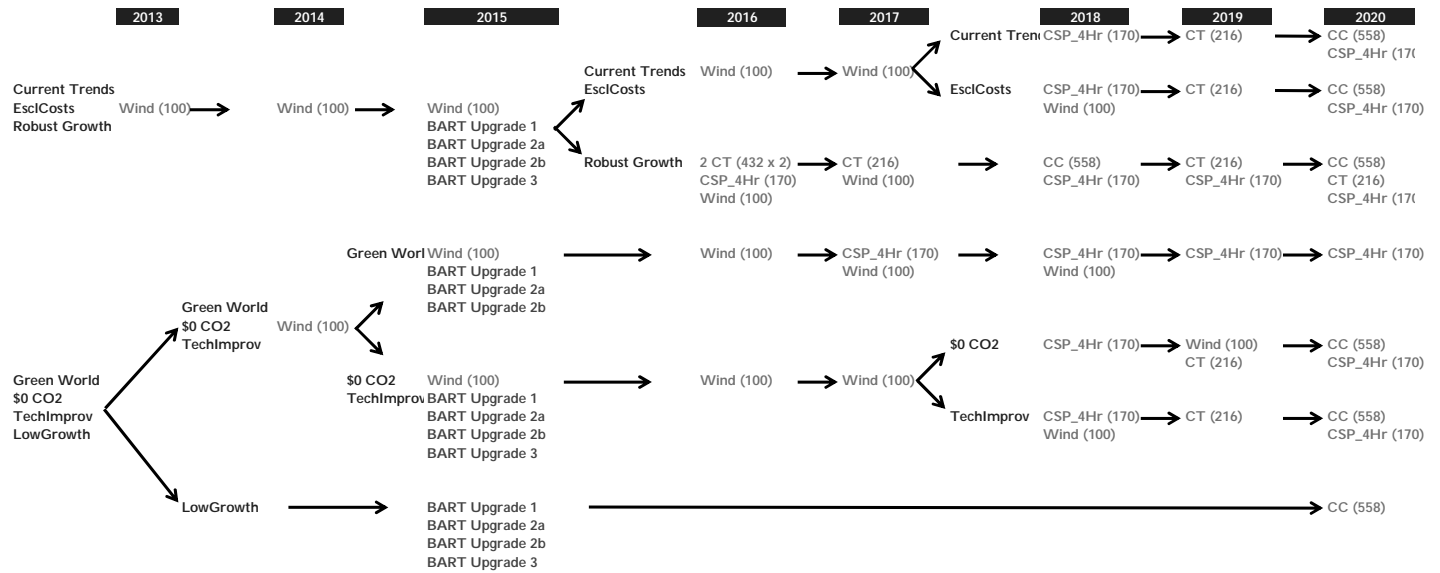 2013 2014 2015 2016 2017 2018 2019 2020
Current Tren CSP_4Hr (170) CT (216) CC (558)
CSP_4Hr (170
Current Trends Wind (100) Wind (100)
EsclCosts
Current Trends
EsclCosts CSP_4Hr (170) CT (216) CC (558)
Wind (100) CSP_4Hr (170)
EsclCosts Wind (100) Wind (100) Wind (100)
Robust Growth BART Upgrade 1
BART Upgrade 2a
BART Upgrade 2b
BART Upgrade 3
Robust Growth 2 CT (432 x 2) CT (216) CC (558) CT (216) CC (558)
CSP_4Hr (170) Wind (100) CSP_4Hr (170) CSP_4Hr (170) CT (216)
Wind (100) CSP_4Hr (170
Green Worl Wind (100) Wind (100) CSP_4Hr (170) CSP_4Hr (170) CSP_4Hr (170) CSP_4Hr (170)
BART Upgrade 1 Wind (100) Wind (100)
BART Upgrade 2a
BART Upgrade 2b
Green World
$0 CO2 Wind (100)
TechImprov
$0 CO2 CSP_4Hr (170) Wind (100) CC (558)
CT (216) CSP_4Hr (170)
Green World
$0 CO2
TechImprov
LowGrowth
$0 CO2 Wind (100) Wind (100) Wind (100)
TechImprov BART Upgrade 1
BART Upgrade 2a
BART Upgrade 2b
BART Upgrade 3
TechImprov CSP_4Hr (170) CT (216) CC (558)
Wind (100) CSP_4Hr (170)
LowGrowth BART Upgrade 1 CC (558)
BART Upgrade 2a
BART Upgrade 2b
BART Upgrade 3